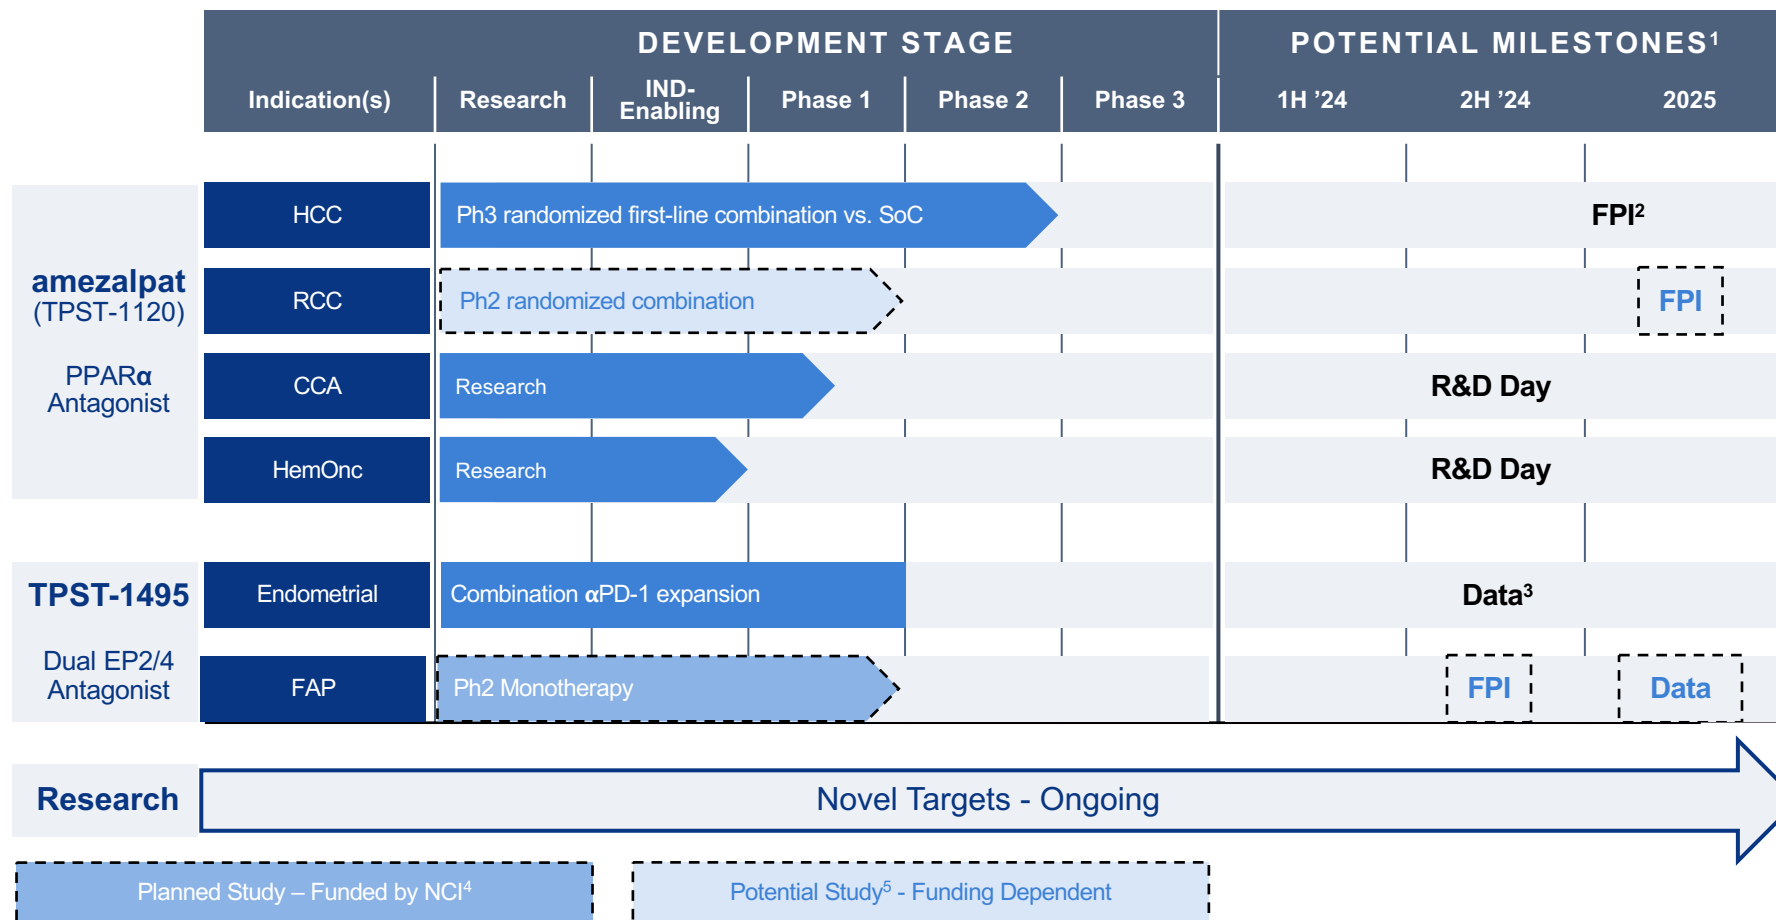 DEVELOPMENT STAGE
POTENTIAL MILESTONES¹
Indication(s)
Research
IND-
Enabling
Phase 1
Phase 2
Phase 3
1H ’24
2H ’24
2025
amezalpat
(TPST-1120)
PPARα
Antagonist
HCC
Ph3 randomized first-line combination vs. SoC
FPI²
RCC
Ph2 randomized combination
FPI
CCA
Research
R&D Day
HemOnc
Research
R&D Day
TPST-1495
Dual EP2/4
Antagonist
Endometrial
Combination αPD-1 expansion
Data³
FAP
Ph2 Monotherapy
FPI
Data
Research
Novel Targets - Ongoing
Planned Study – Funded by NCI⁴
Potential Study⁵ - Funding Dependent